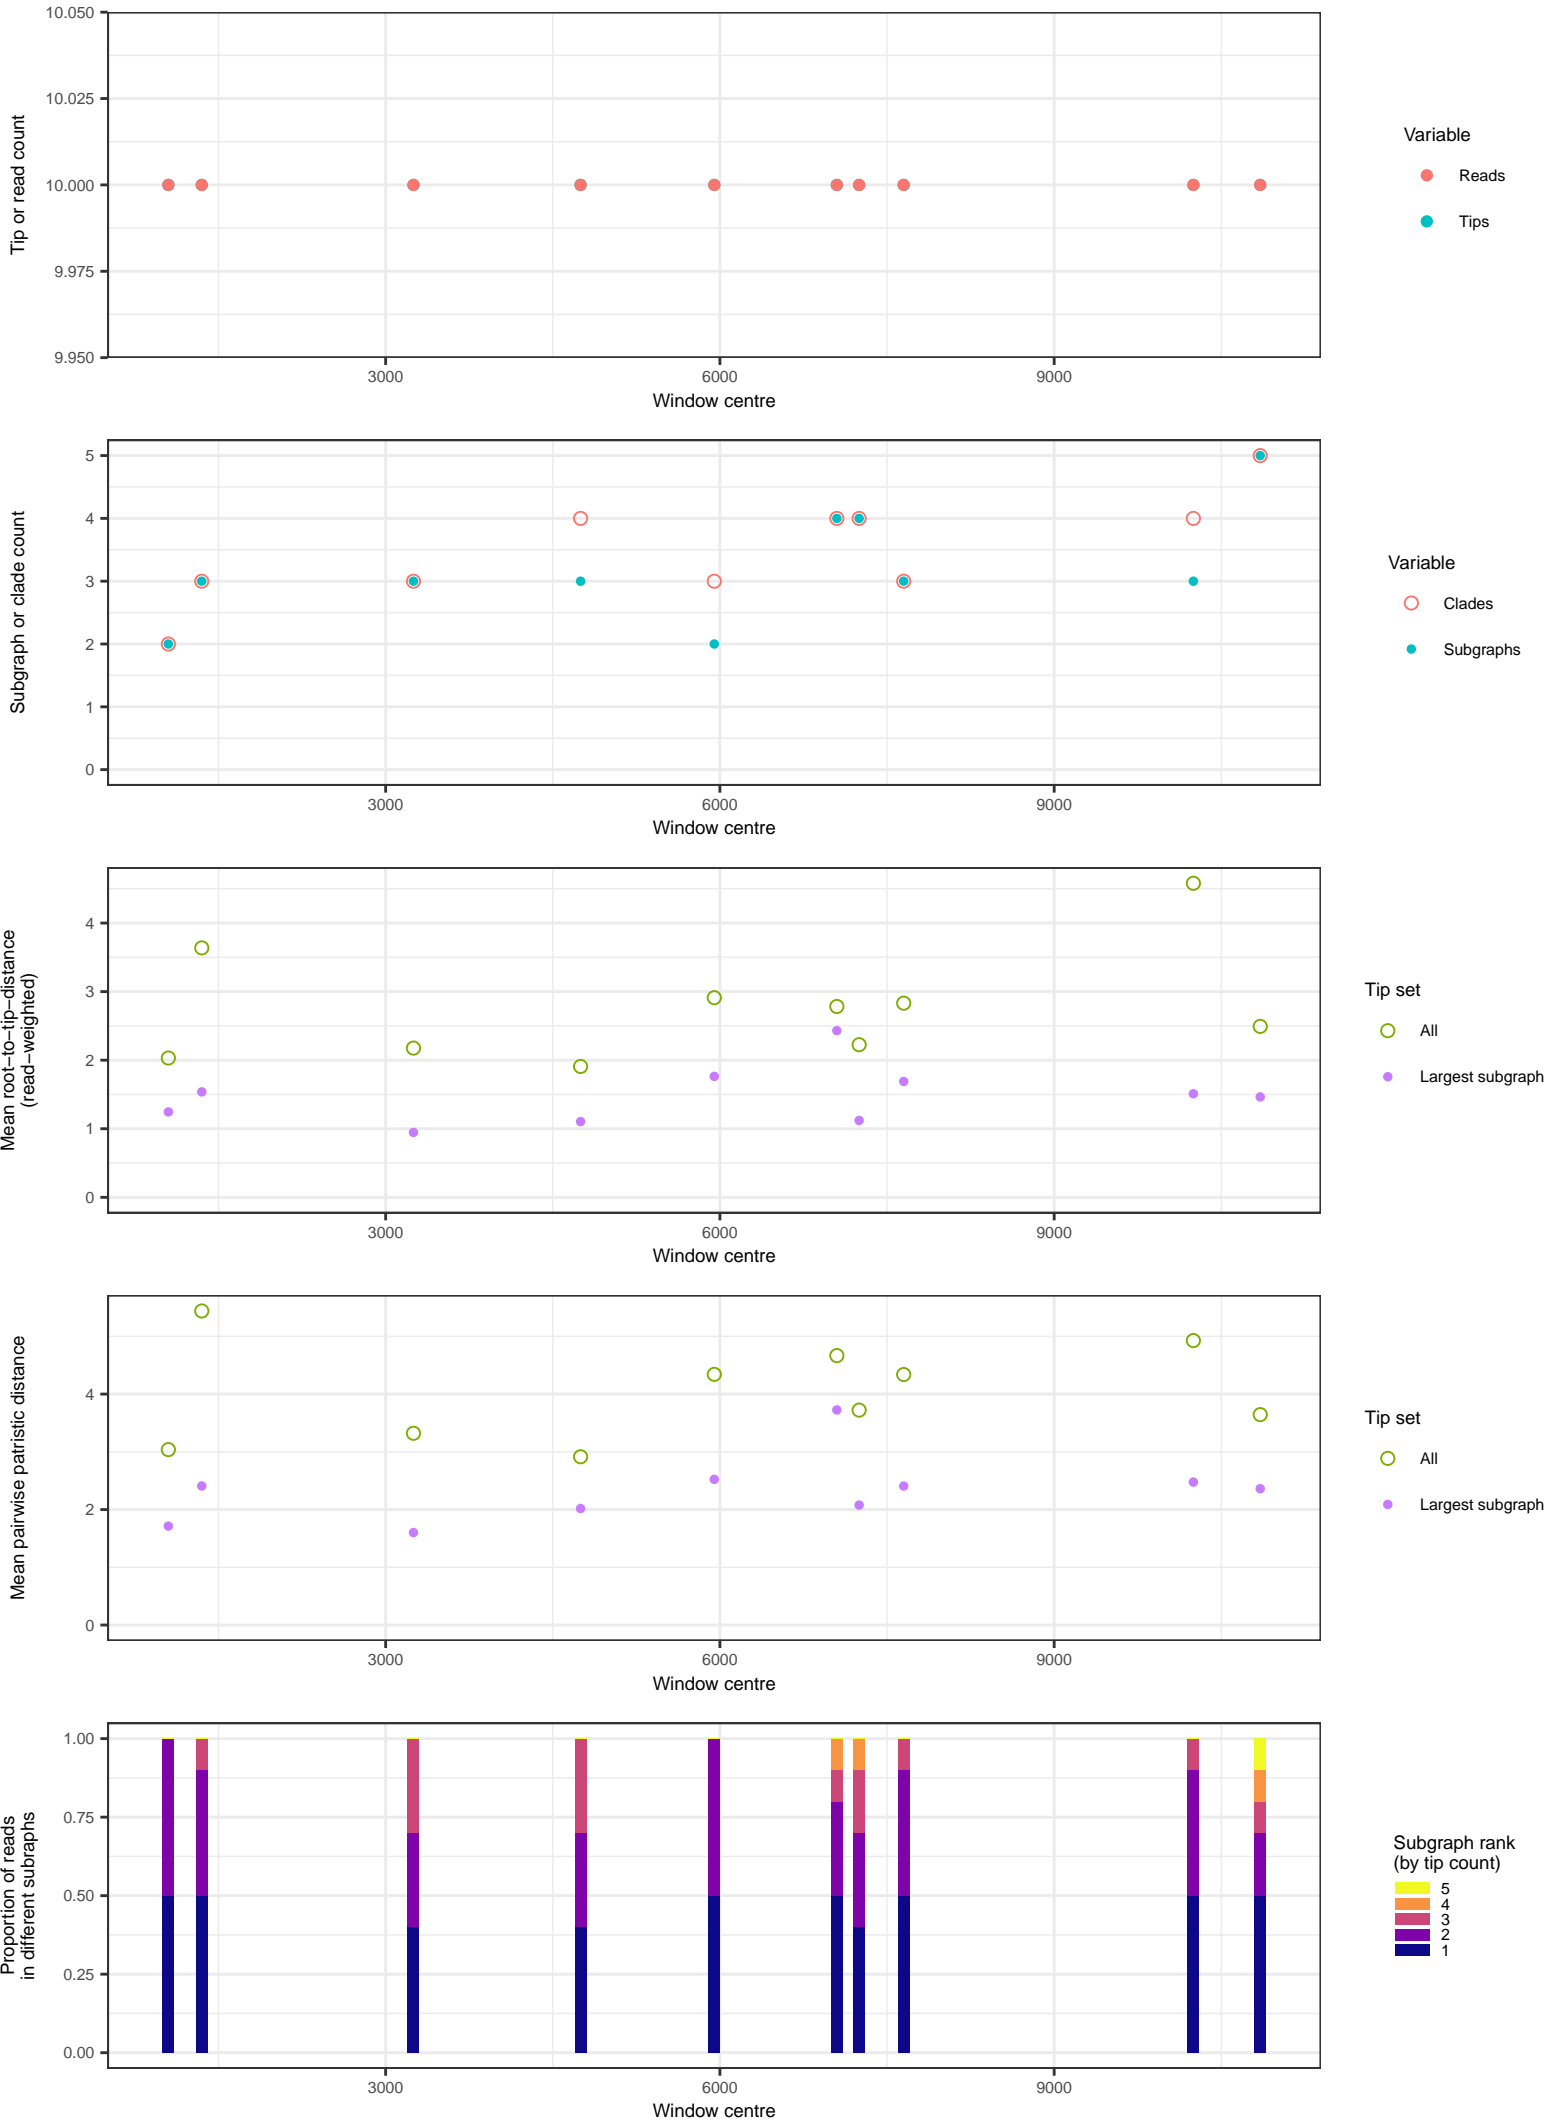 10.050
10.025
10.000
9.975
9.950
Tip or read count
3000 6000 9000
Window centre
Variable
Reads
Tips
5
4
3
2
1
0
Subgraph or clade count
3000 6000 9000
Window centre
Variable
Clades
Subgraphs
4
3
2
1
0
Mean root−to−tip−distance
(read−weighted)
3000 6000 9000
Window centre
Tip set
All
Largest subgraph
4
2
0
Mean pairwise patristic distance
3000 6000 9000
Window centre
Tip set
All
Largest subgraph
1.00
0.75
0.50
0.25
0.00
Proportion of reads
in different subraphs
3000 6000 9000
Window centre
Subgraph rank
(by tip count)
5
4
3
2
1